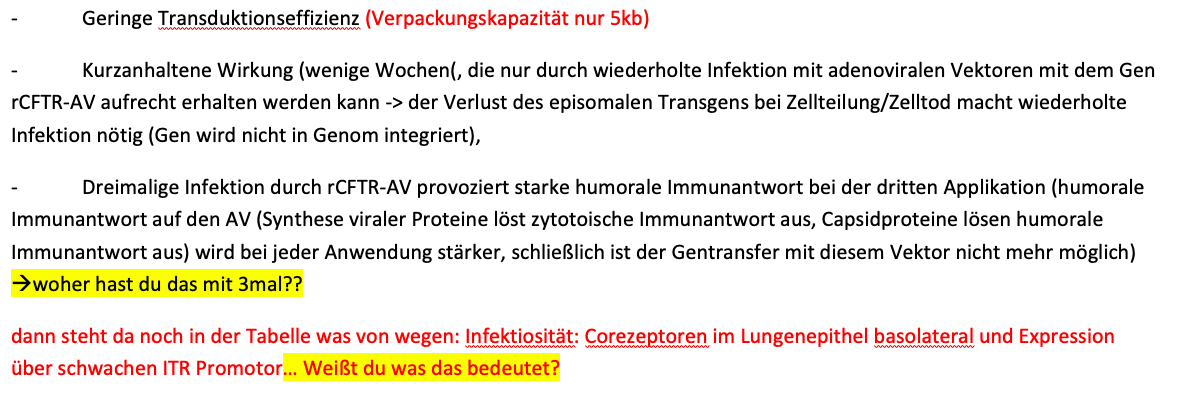 - Geringe Transduktionseffizienz (Verpackungskapazität nur 5kb)
- Kurzanhaltene Wirkung (wenige Wochen(, die nur durch wiederholte Infektion mit adenoviralen Vektoren mit dem Gen
rCFTR-AV aufrecht erhalten werden kann -> der Verlust des episomalen Transgens bei Zellteilung/Zelltod macht wiederholte
Infektion nötig (Gen wird nicht in Genom integriert),
- Dreimalige Infektion durch rCFTR-AV provoziert starke humorale Immunantwort bei der dritten Applikation (humorale
Immunantwort auf den AV (Synthese viraler Proteine löst zytotoische Immunantwort aus, Capsidproteine lösen humorale
Immunantwort aus) wird bei jeder Anwendung stärker, schließlich ist der Gentransfer mit diesem Vektor nicht mehr möglich)
→woher hast du das mit 3mal??
dann steht da noch in der Tabelle was von wegen: Infektiosität: Corezeptoren im Lungenepithel basolateral und Expression
über schwachen ITR Promotor... Weißt du was das bedeutet?